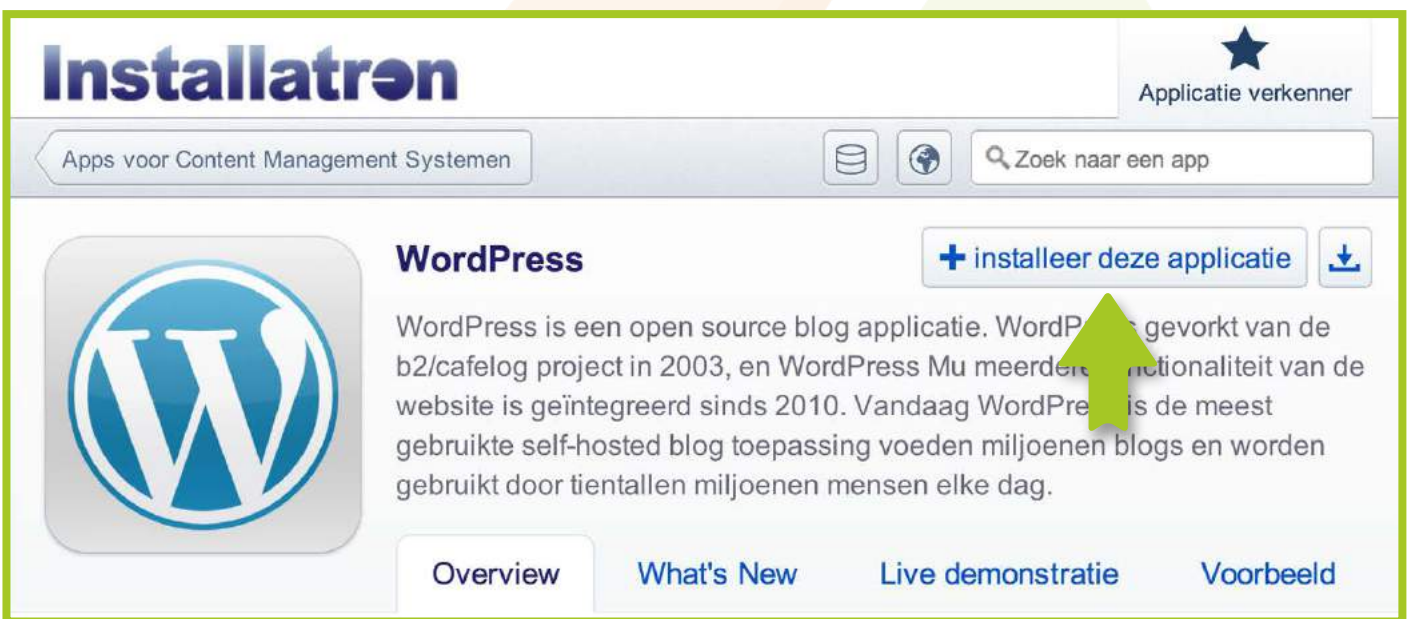 Installatron
Applicatie verkenner
Apps voor Content Management Systemen
Zoek naar een app
WordPress
+ installeer deze applicatie
WordPress is een open source blog applicatie. WordP s gevorkt van de
b2/cafelog project in 2003, en WordPress Mu meerdere nctionaliteit van de
website is geïntegreerd sinds 2010. Vandaag WordPre is de meest
gebruikte self-hosted blog toepassing voeden miljoenen blogs en worden
gebruikt door tientallen miljoenen mensen elke dag.
Overview What's New Live demonstratie Voorbeeld